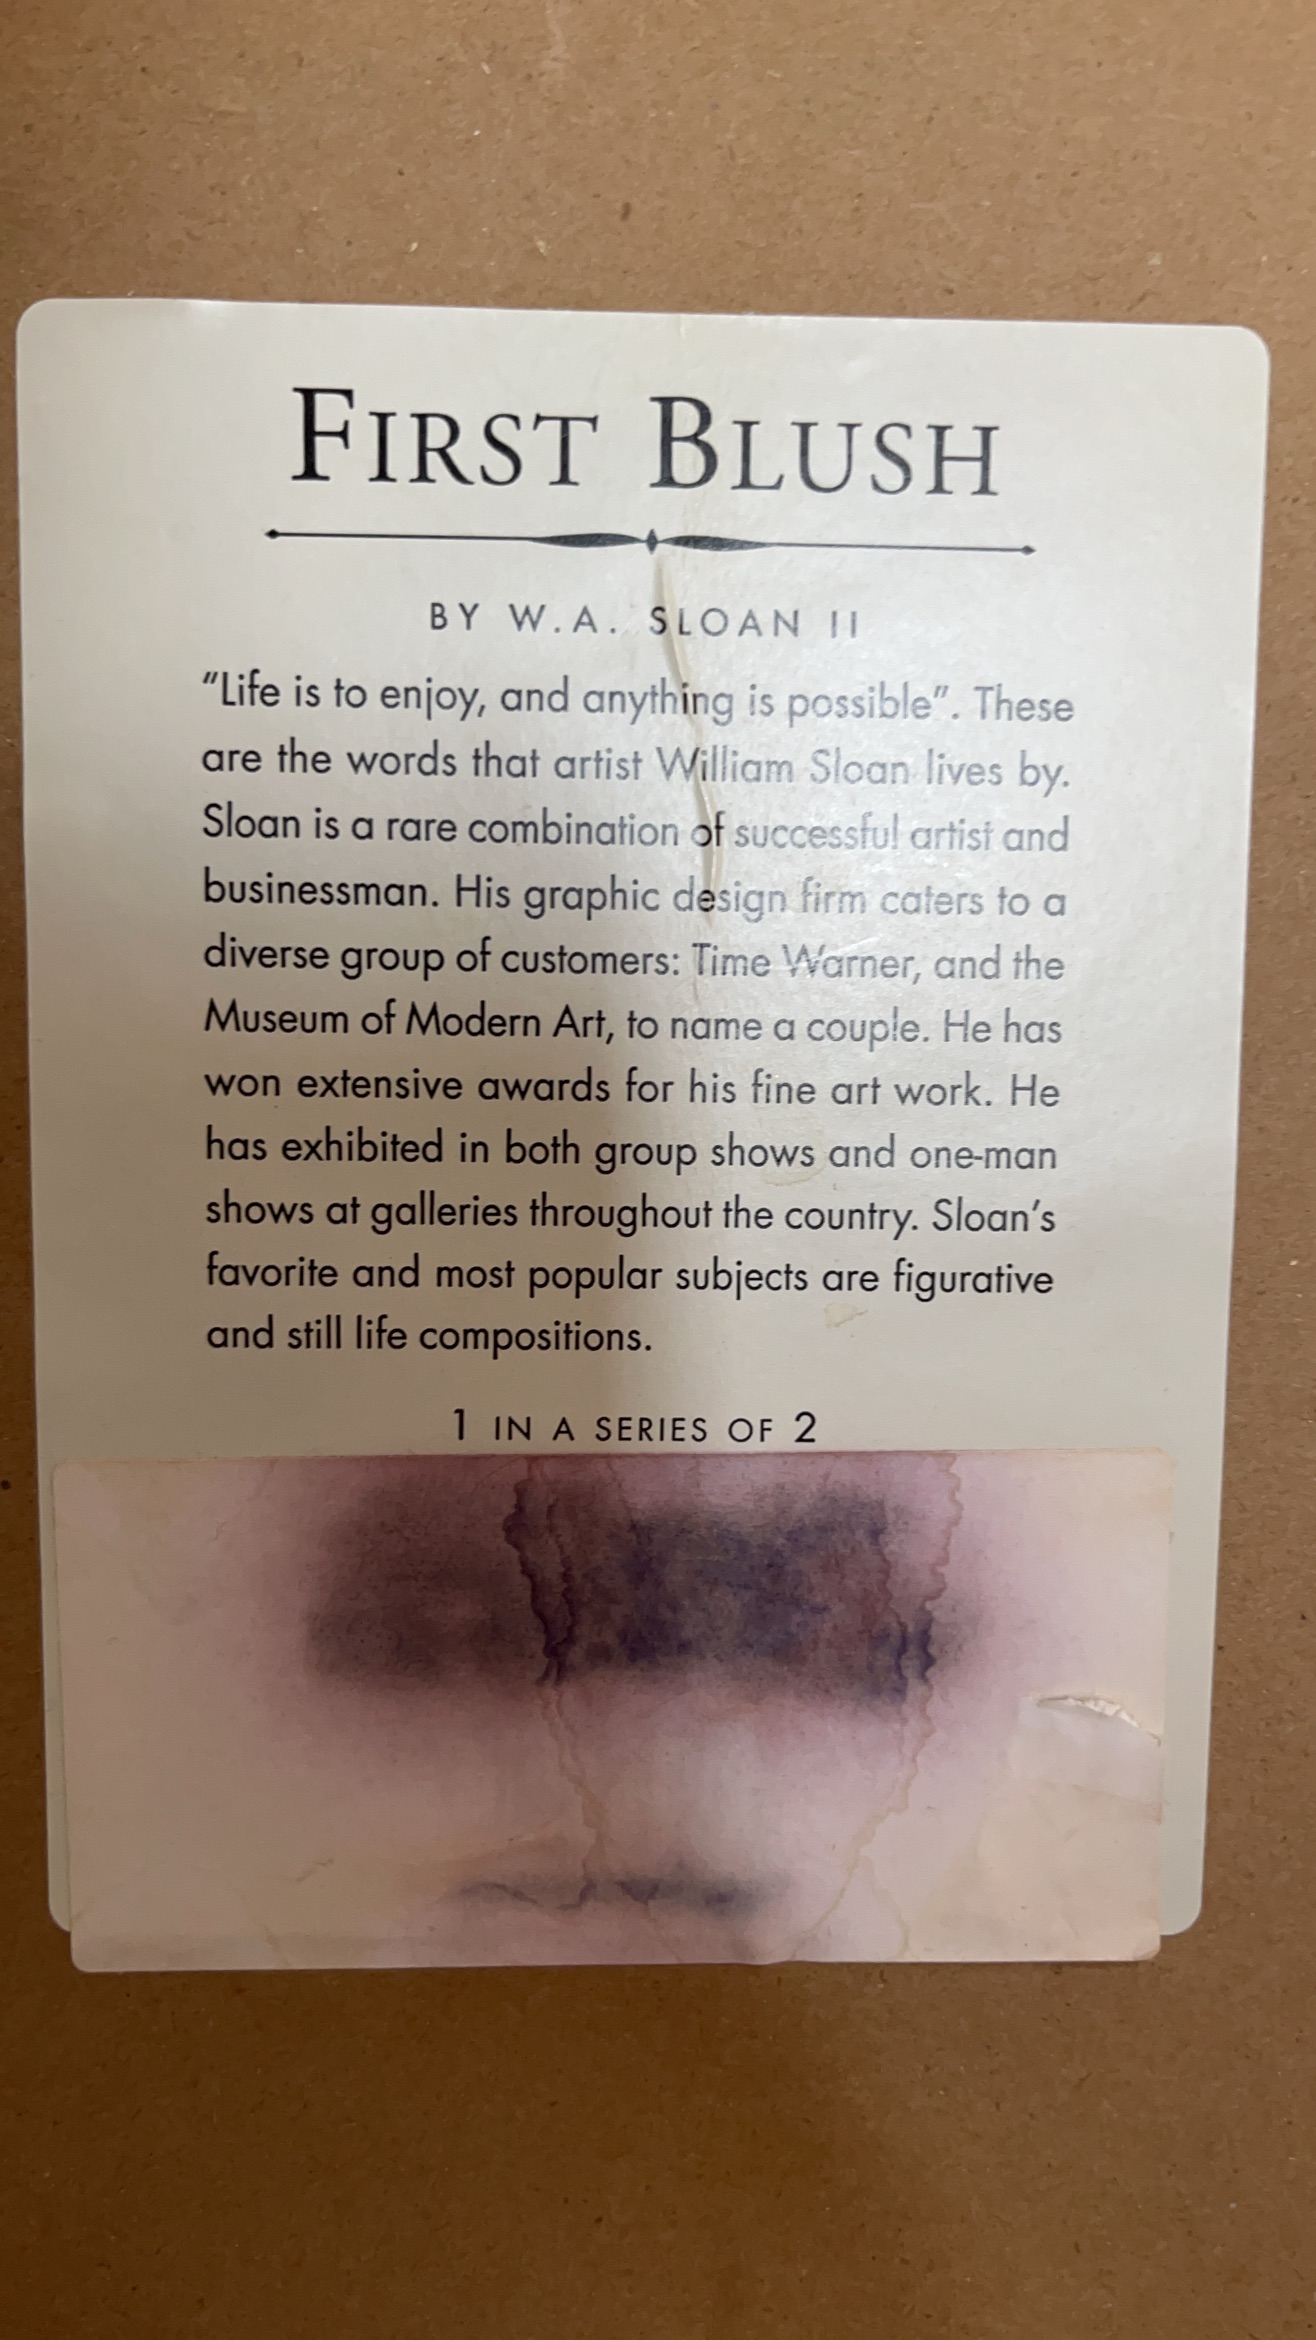 FIRST BLUSH
BY W.A. SLOAN II
"Life is to enjoy, and anything is possible". These
are the words that artist William Sloan lives by.
Sloan is a rare combination of successful artist and
businessman. His graphic design firm caters to a
diverse group of customers: Time Warner, and the
Museum of Modern Art, to name a couple. He has
won extensive awards for his fine art work. He
has exhibited in both group shows and one-man
shows at galleries throughout the country. Sloan's
favorite and most popular subjects are figurative
and still life compositions.
1 IN A SERIES OF 2